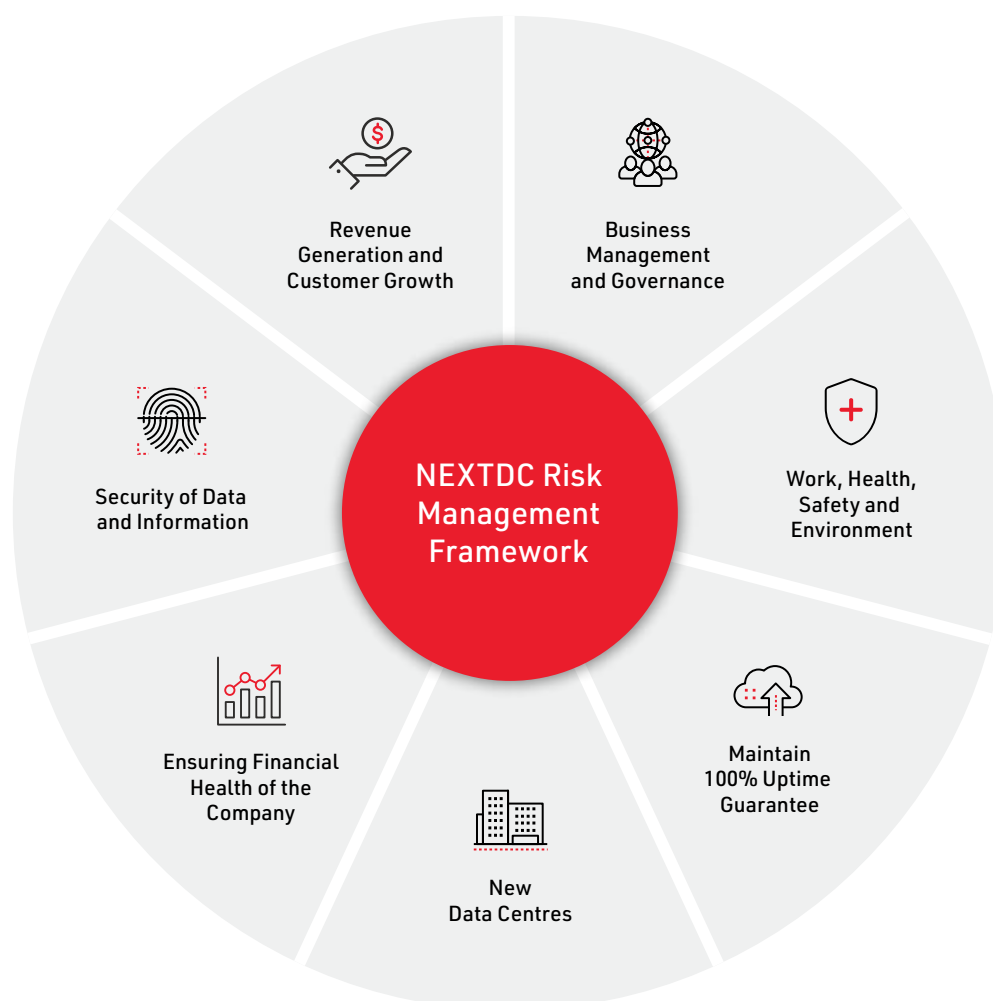 $
Revenue
Generation and
Customer Growth
Business
Management
and Governance
Security of Data
and Information
NEXTDC Risk
Management
Framework
Work, Health,
Safety and
Environment
Ensuring Financial
Health of the
Company
Maintain
100% Uptime
Guarantee
New
Data Centres